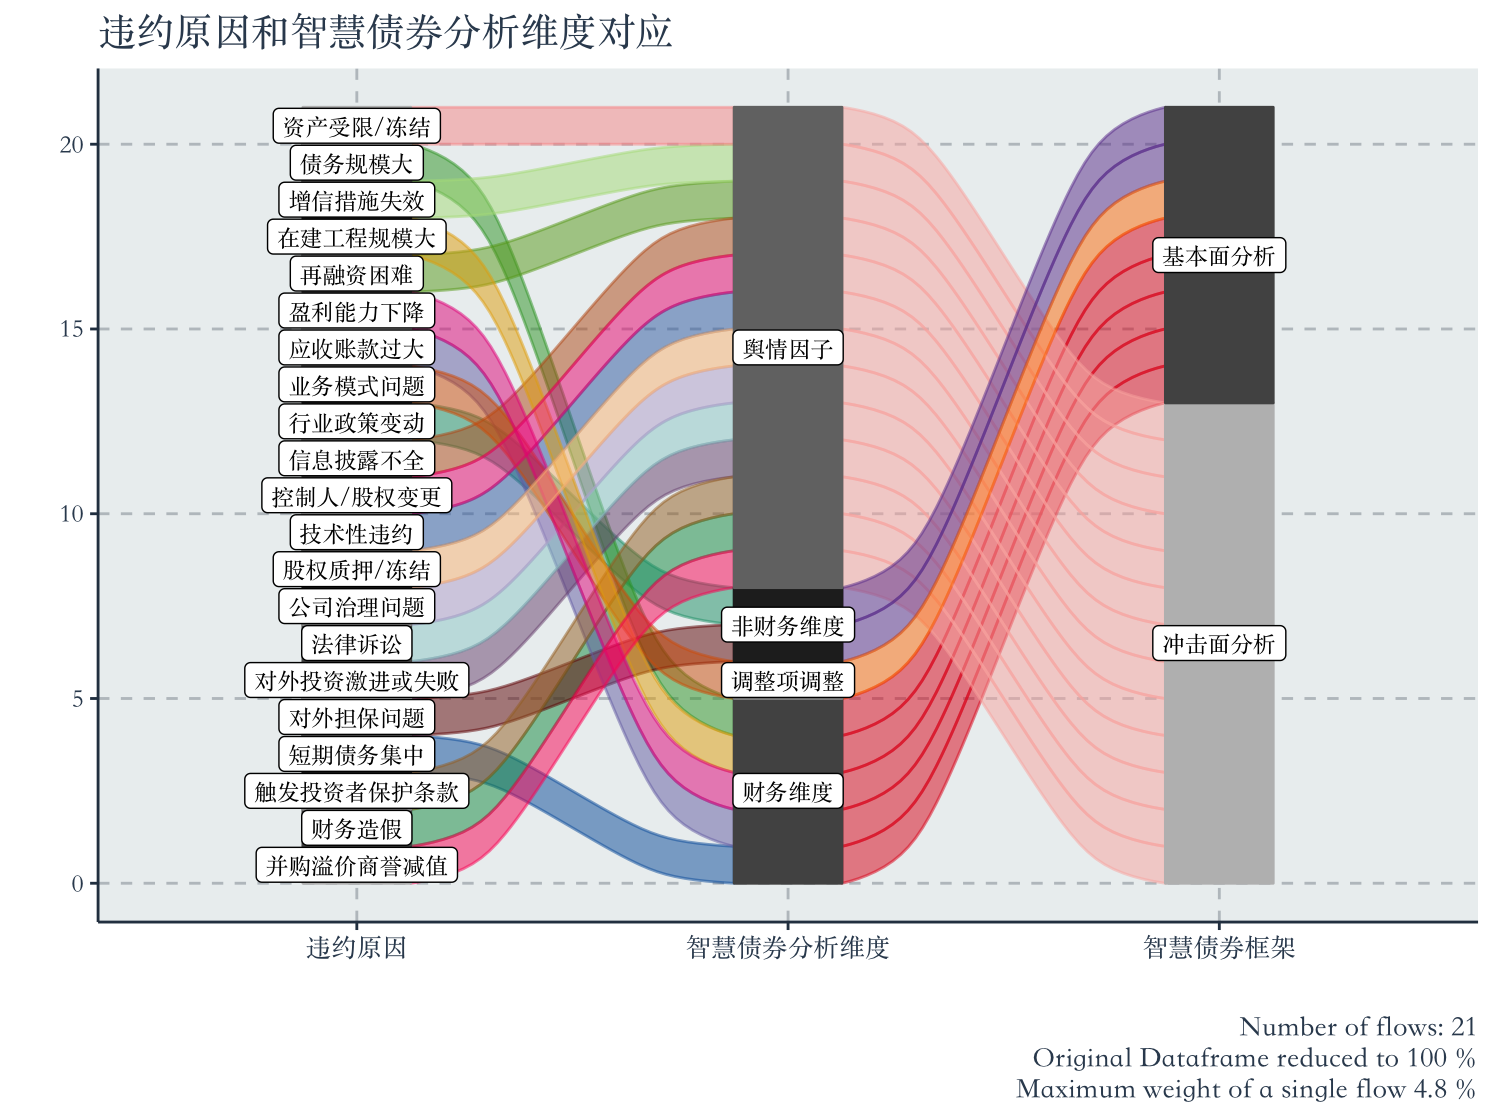 违约原因和智慧债券分析维度对应
20
15
10
5
0
资产受限/冻结
债务规模大
增信措施失效
在建工程规模大
再融资困难
盈利能力下降
应收账款过大
业务模式问题
行业政策变动
信息披露不全
控制人/股权变更
技术性违约
股权质押/冻结
公司治理问题
法律诉讼
对外投资激进或失败
对外担保问题
短期债务集中
触发投资者保护条款
财务造假
并购溢价商誉减值
舆情因子
非财务维度
调整项调整
财务维度
基本面分析
冲击面分析
违约原因
智慧债券分析维度
智慧债券框架
Number of flows: 21
Original Dataframe reduced to 100 %
Maximum weight of a single flow 4.8 %